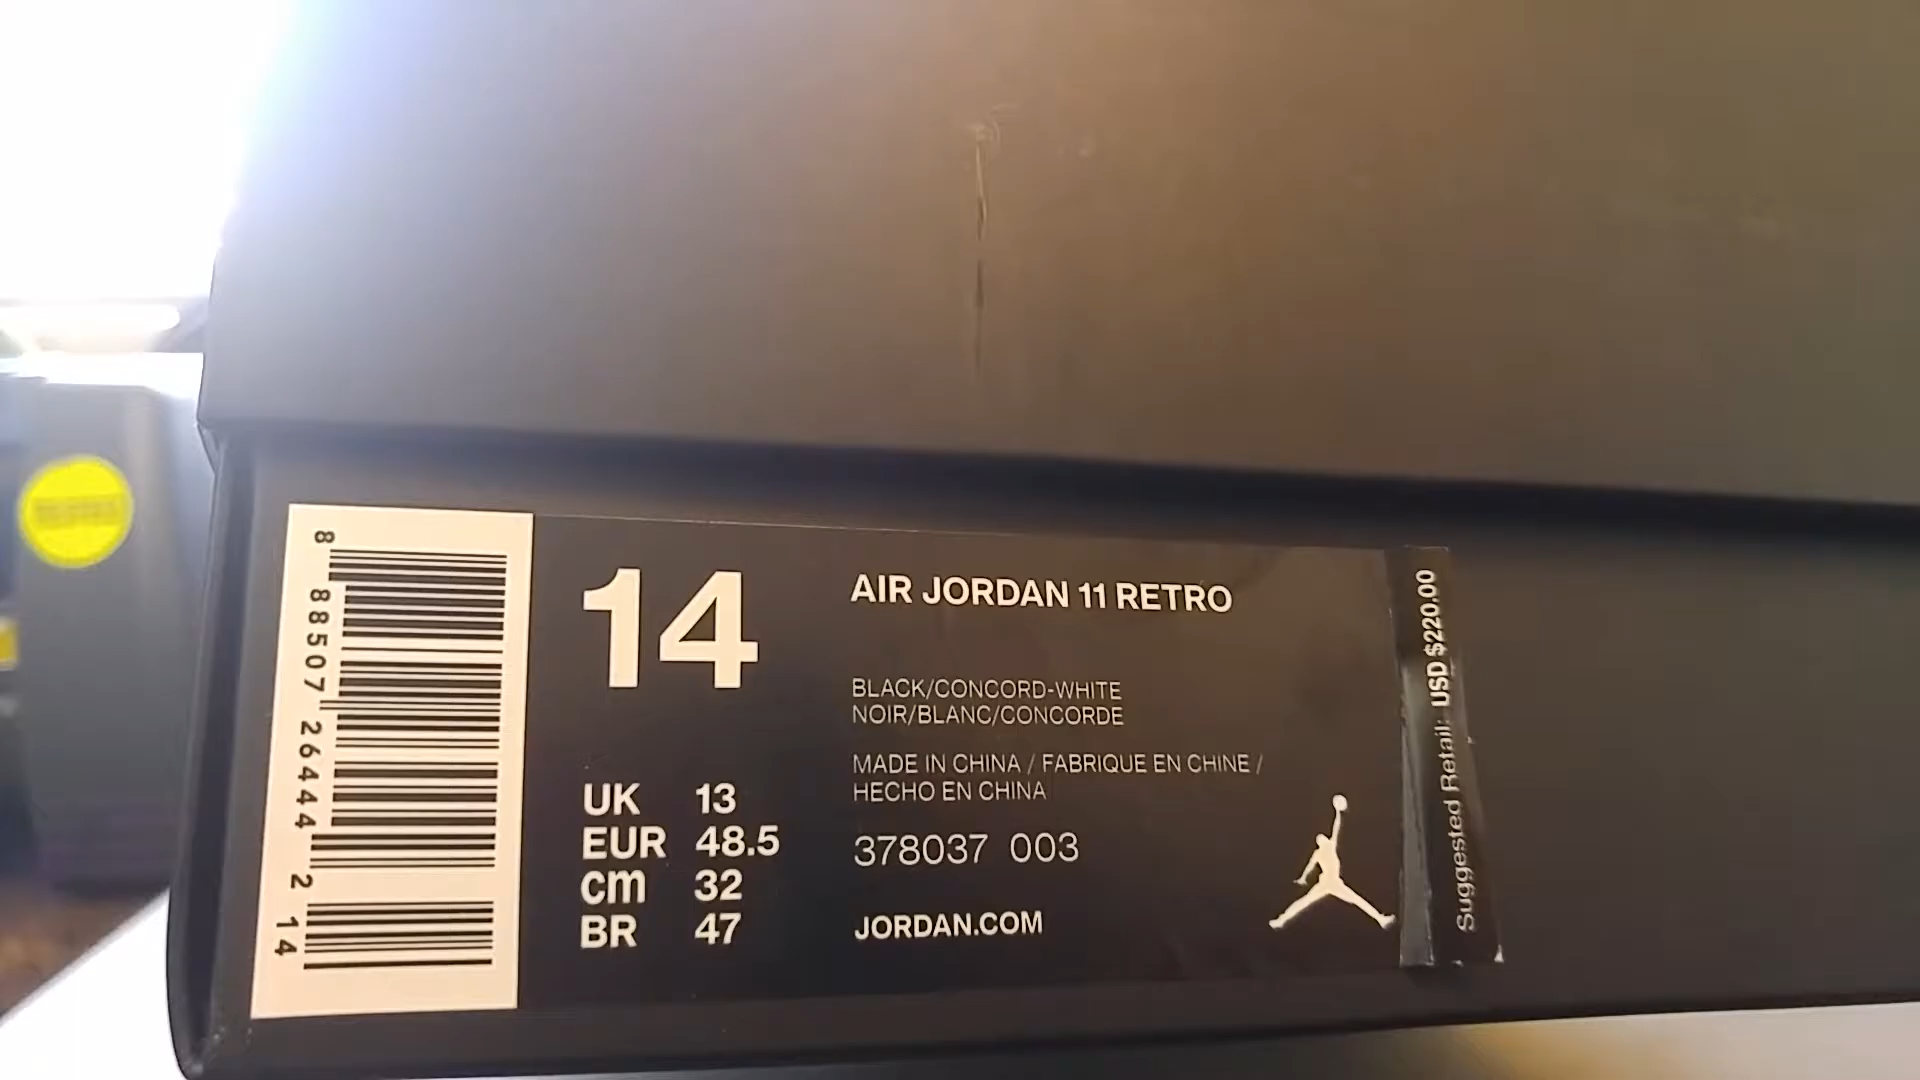 8 88507 26444 2 14
14
UK 13
EUR 48.5
cm 32
BR 47
AIR JORDAN 11 RETRO
BLACK/CONCORD-WHITE
NOIR/BLANC/CONCORDE
MADE IN CHINA / FABRIQUE EN CHINE /
HECHO EN CHINA
378037 003
JORDAN.COM
Suggested Retail: USD $220.00